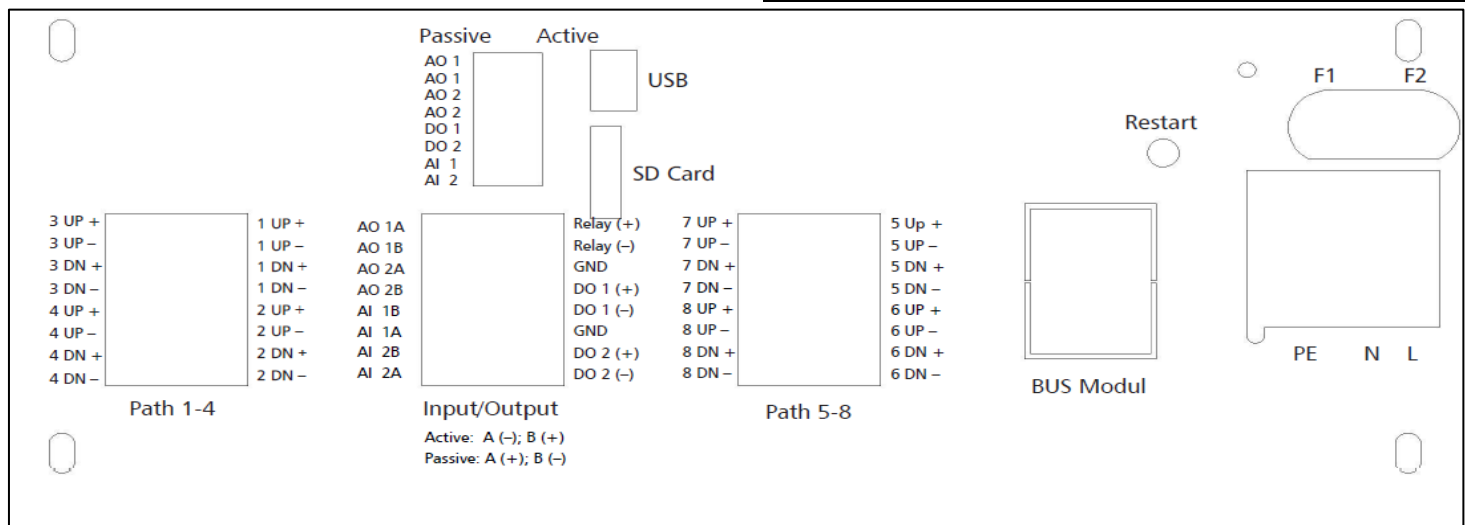 Passive Active
AO 1
AO 1
AO 2
AO 2
DO 1
DO 2
AI 1
AI 2
USB
SD Card
Restart
F1 F2
3 UP +
3 UP –
3 DN +
3 DN –
4 UP +
4 UP –
4 DN +
4 DN –
1 UP +
1 UP –
1 DN +
1 DN –
2 UP +
2 UP –
2 DN +
2 DN –
Path 1-4
AO 1A
AO 1B
AO 2A
AO 2B
AI 1B
AI 1A
AI 2B
AI 2A
Relay (+)
Relay (–)
GND
DO 1 (+)
DO 1 (–)
GND
DO 2 (+)
DO 2 (–)
Input/Output
Active: A (–); B (+)
Passive: A (+); B (–)
7 UP +
7 UP –
7 DN +
7 DN –
8 UP +
8 UP –
8 DN +
8 DN –
5 Up +
5 UP –
5 DN +
5 DN –
6 UP +
6 UP –
6 DN +
6 DN –
Path 5-8
BUS Modul
PE N L